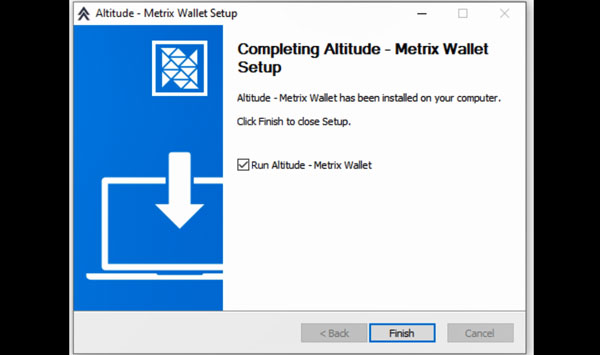 Altitude - Metrix Wallet Setup
Completing Altitude - Metrix Wallet
Setup
Altitude - Metrix Wallet has been installed on your computer.
Click Finish to close Setup.
Run Altitude - Metrix Wallet
< Back
Finish
Cancel